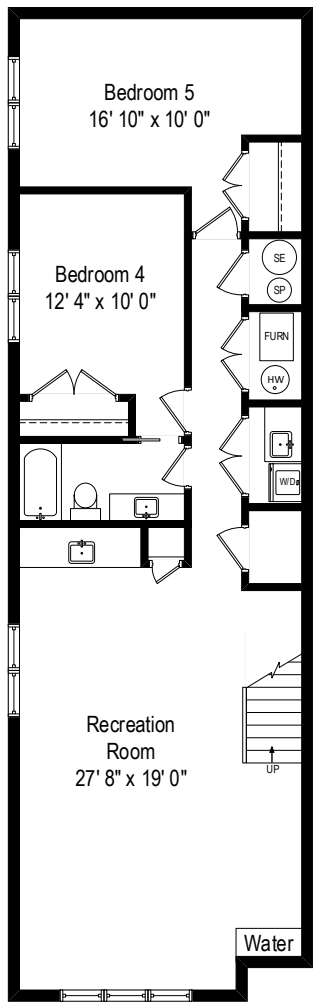 Bedroom 5
16' 10" x 10' 0"
SE
SP
Bedroom 4
12' 4" x 10' 0"
FURN
HW
W/D
Recreation
Room
27' 8" x 19' 0"
UP
Water